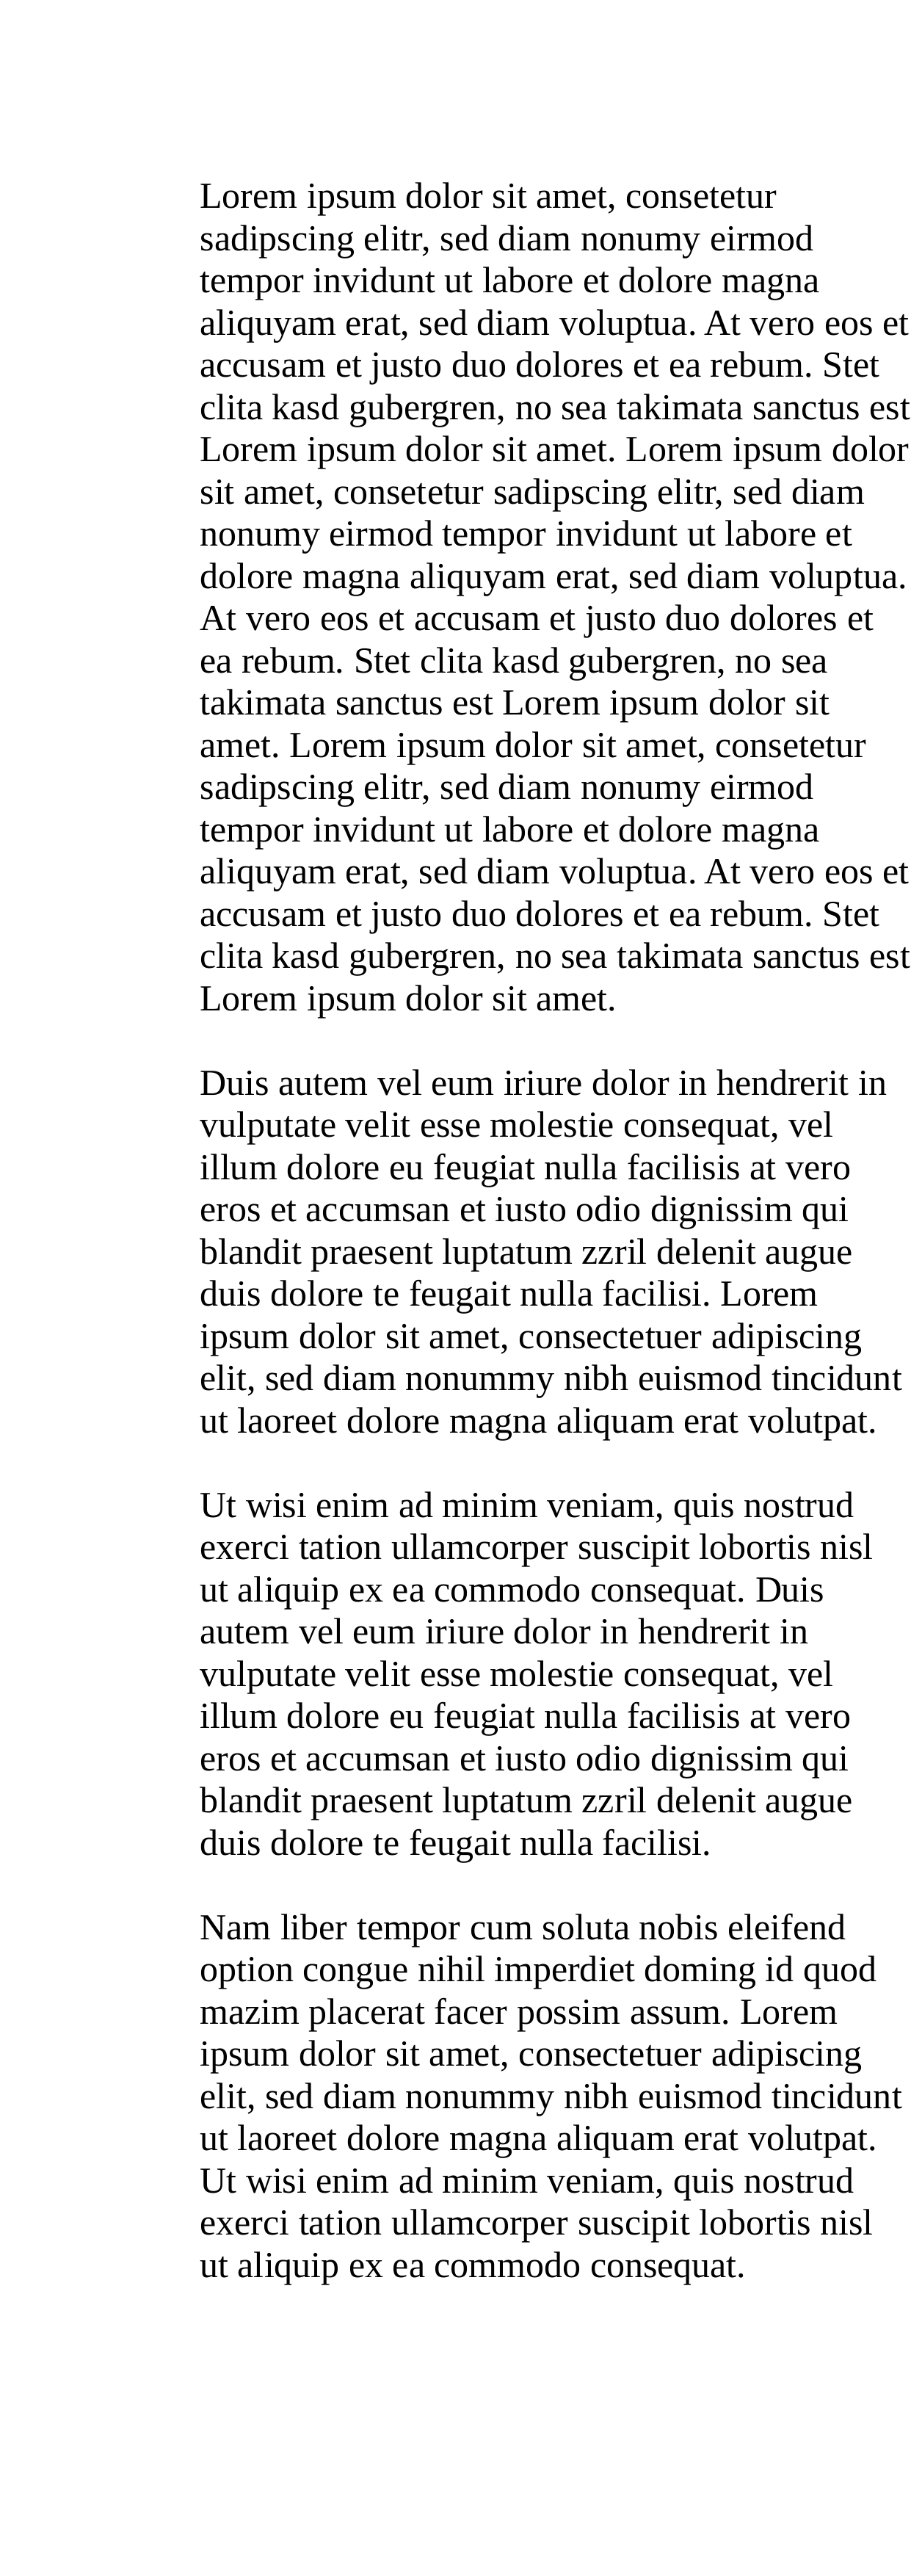 Lorem ipsum dolor sit amet, consetetur
sadipscing elitr, sed diam nonumy eirmod
tempor invidunt ut labore et dolore magna
aliquyam erat, sed diam voluptua. At vero eos et
accusam et justo duo dolores et ea rebum. Stet
clita kasd gubergren, no sea takimata sanctus est
Lorem ipsum dolor sit amet. Lorem ipsum dolor
sit amet, consetetur sadipscing elitr, sed diam
nonumy eirmod tempor invidunt ut labore et
dolore magna aliquyam erat, sed diam voluptua.
At vero eos et accusam et justo duo dolores et
ea rebum. Stet clita kasd gubergren, no sea
takimata sanctus est Lorem ipsum dolor sit
amet. Lorem ipsum dolor sit amet, consetetur
sadipscing elitr, sed diam nonumy eirmod
tempor invidunt ut labore et dolore magna
aliquyam erat, sed diam voluptua. At vero eos et
accusam et justo duo dolores et ea rebum. Stet
clita kasd gubergren, no sea takimata sanctus est
Lorem ipsum dolor sit amet.

Duis autem vel eum iriure dolor in hendrerit in
vulputate velit esse molestie consequat, vel
illum dolore eu feugiat nulla facilisis at vero
eros et accumsan et iusto odio dignissim qui
blandit praesent luptatum zzril delenit augue
duis dolore te feugait nulla facilisi. Lorem
ipsum dolor sit amet, consectetuer adipiscing
elit, sed diam nonummy nibh euismod tincidunt
ut laoreet dolore magna aliquam erat volutpat.

Ut wisi enim ad minim veniam, quis nostrud
exerci tation ullamcorper suscipit lobortis nisl
ut aliquip ex ea commodo consequat. Duis
autem vel eum iriure dolor in hendrerit in
vulputate velit esse molestie consequat, vel
illum dolore eu feugiat nulla facilisis at vero
eros et accumsan et iusto odio dignissim qui
blandit praesent luptatum zzril delenit augue
duis dolore te feugait nulla facilisi.

Nam liber tempor cum soluta nobis eleifend
option congue nihil imperdiet doming id quod
mazim placerat facer possim assum. Lorem
ipsum dolor sit amet, consectetuer adipiscing
elit, sed diam nonummy nibh euismod tincidunt
ut laoreet dolore magna aliquam erat volutpat.
Ut wisi enim ad minim veniam, quis nostrud
exerci tation ullamcorper suscipit lobortis nisl
ut aliquip ex ea commodo consequat.